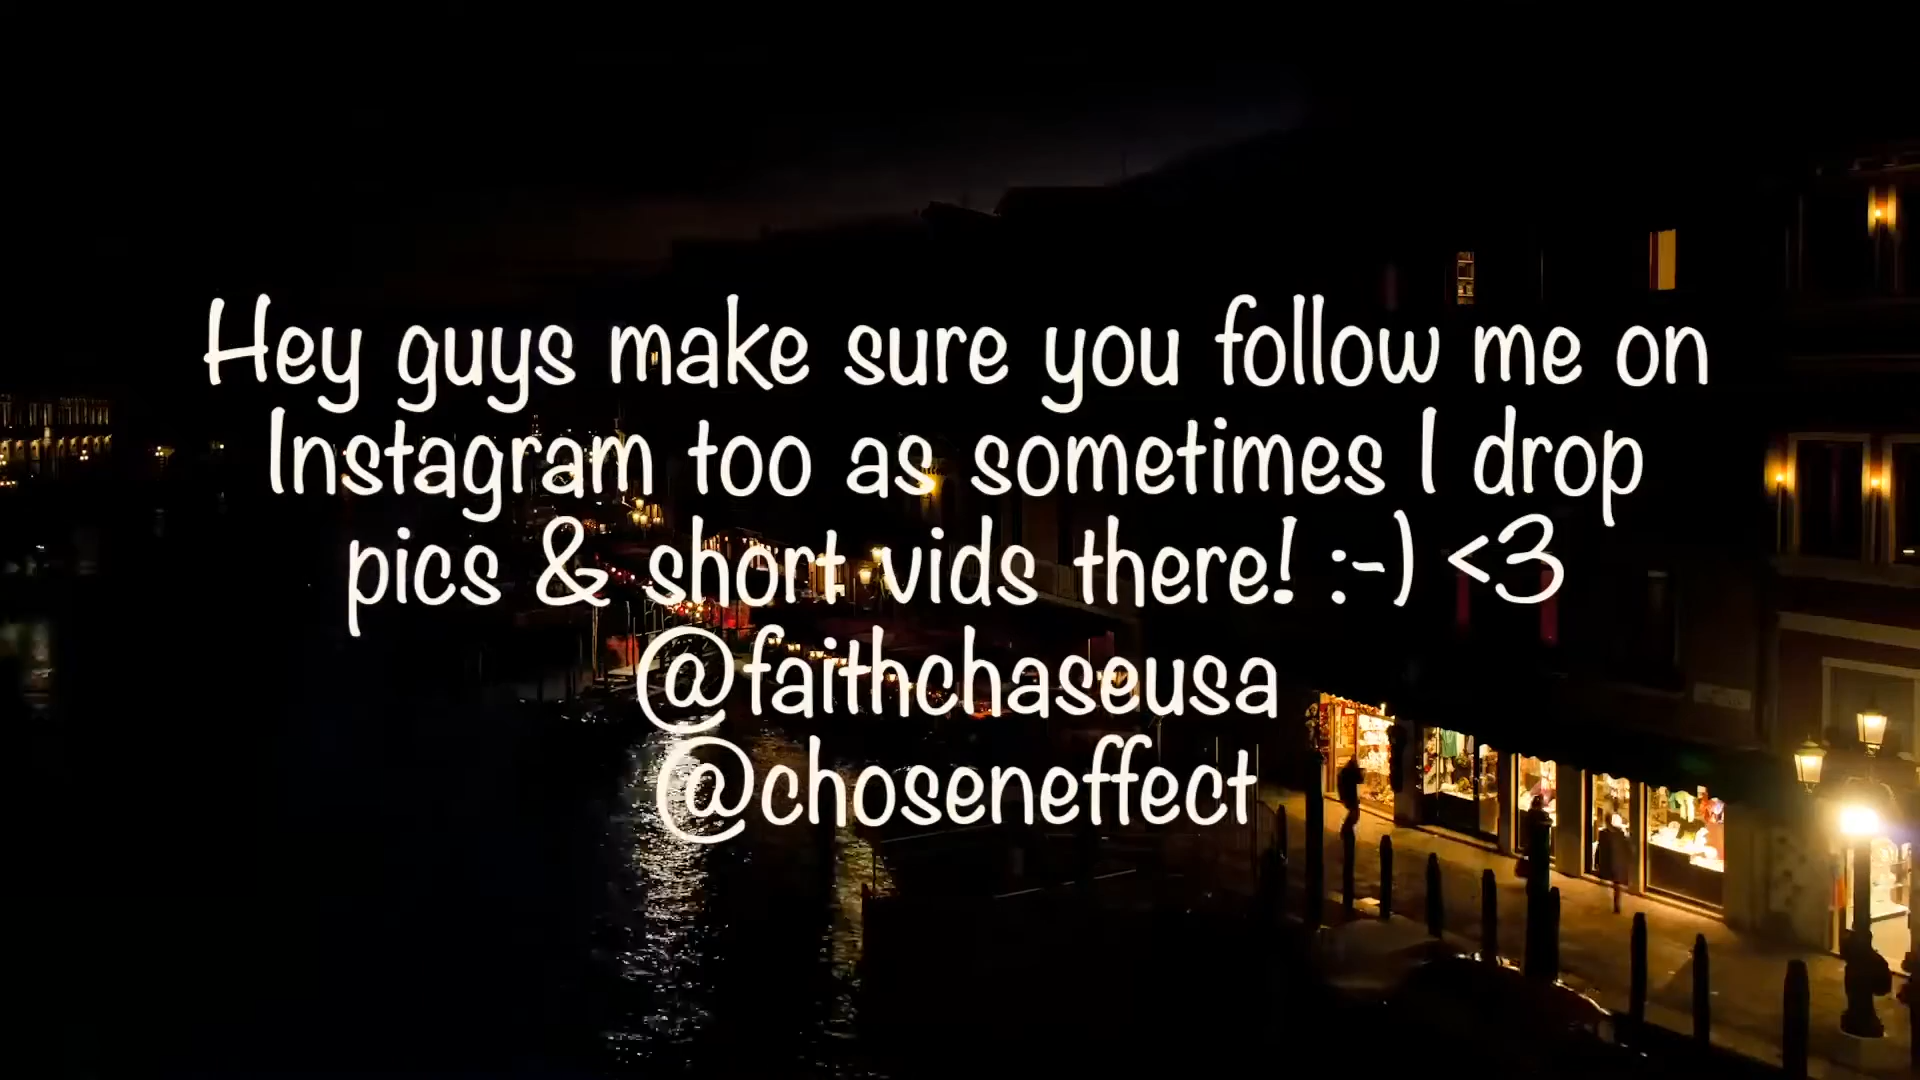 Hey guys make sure you follow me on
Instagram too as sometimes I drop
pics & short vids there! :-) <3
@faithchaseusa
@choseneffect